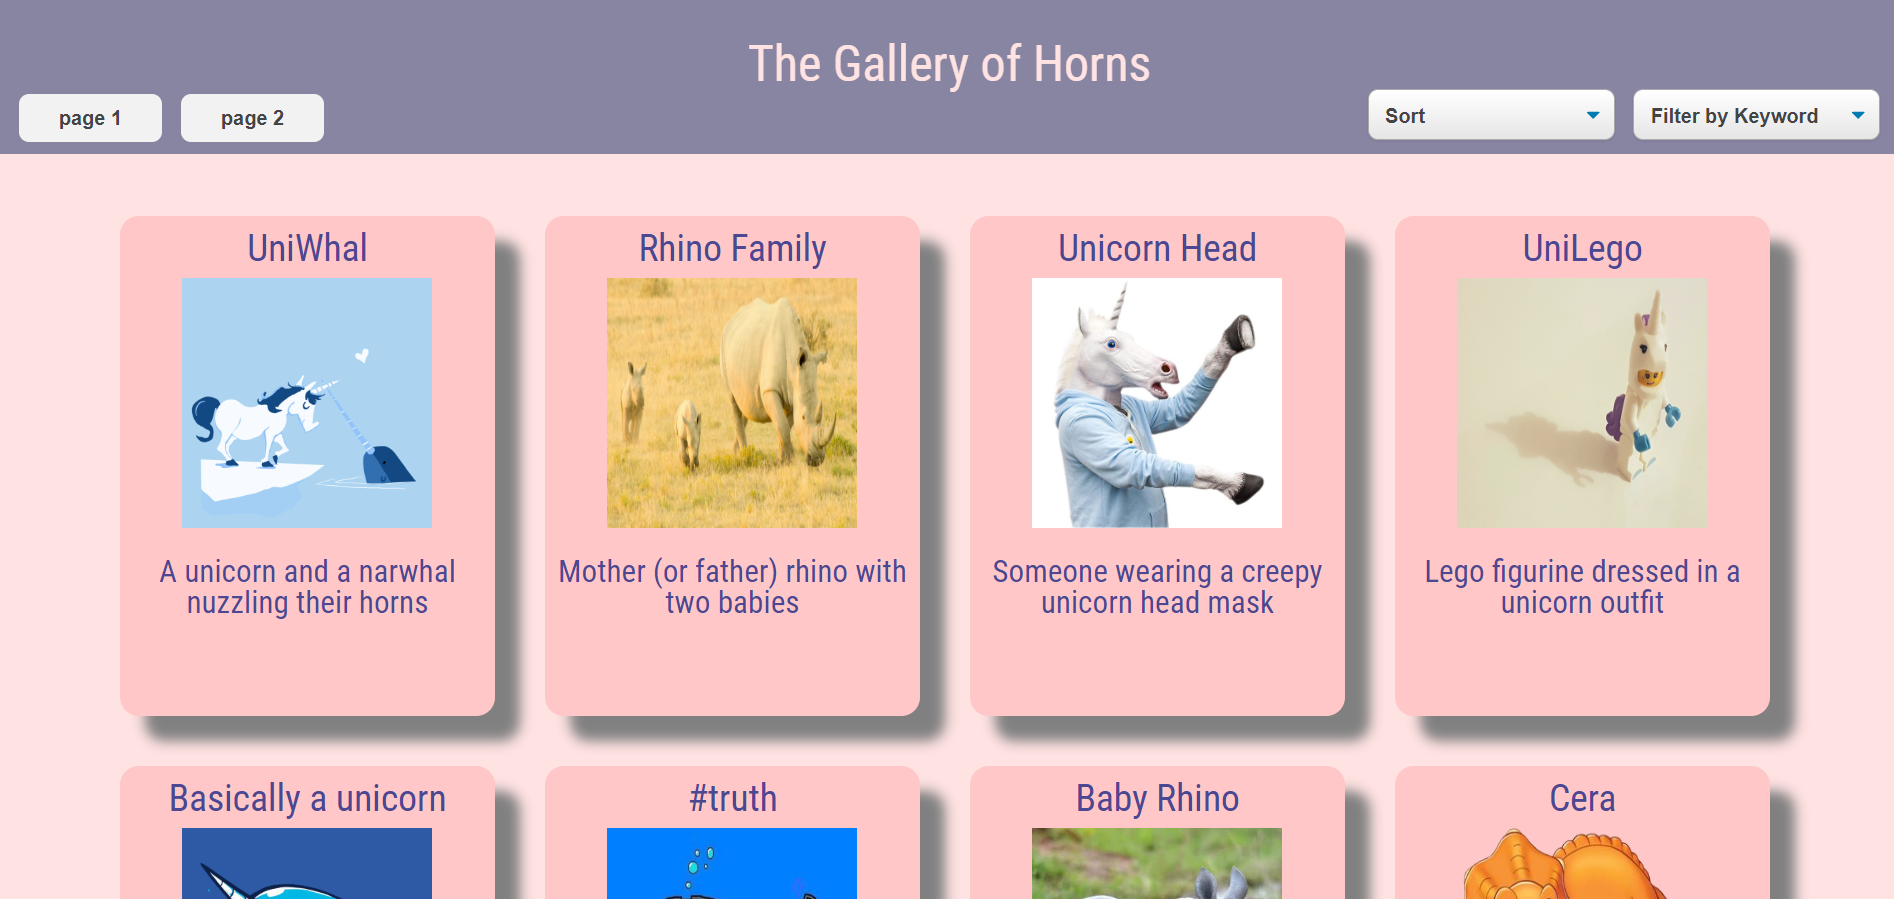 The Gallery of Horns
page 1
page 2
Sort
Filter by Keyword
UniWhal
Rhino Family
Unicorn Head
UniLego
A unicorn and a narwhal
nuzzling their horns
Mother (or father) rhino with
two babies
Someone wearing a creepy
unicorn head mask
Lego figurine dressed in a
unicorn outfit
Basically a unicorn
#truth
Baby Rhino
Cera